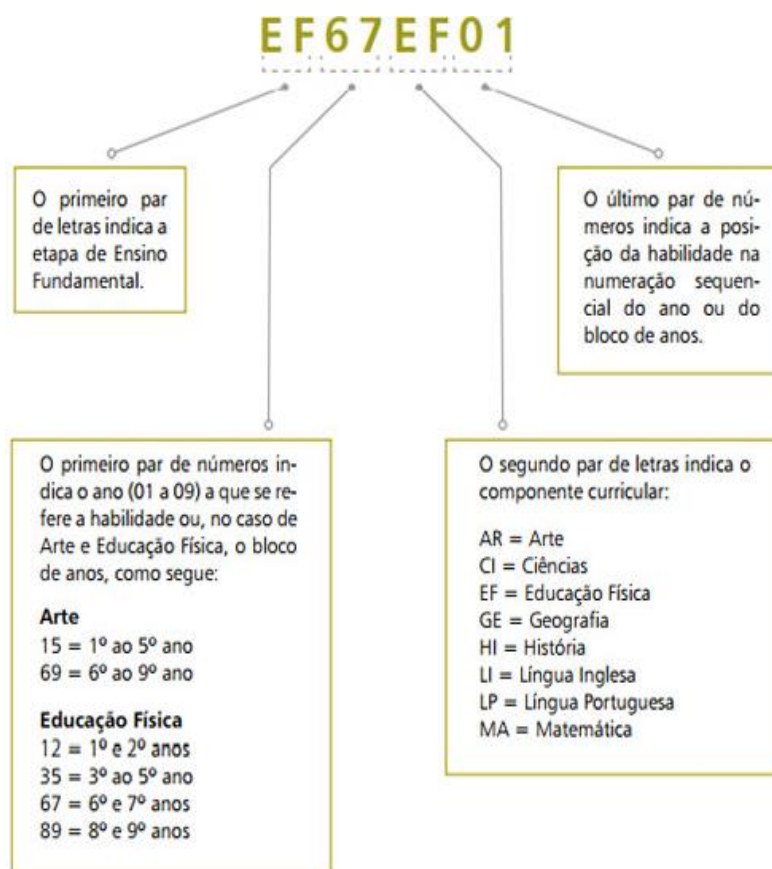 EF67EF01
O primeiro par
de letras indica a
etapa de Ensino
Fundamental.
O último par de nú-
meros indica a posi-
ção da habilidade na
numeração sequen-
cial do ano ou do
bloco de anos.
O primeiro par de números in-
dica o ano (01 a 09) a que se re-
fere a habilidade ou, no caso de
Arte e Educação Física, o bloco
de anos, como segue:
Arte
15 = 1º ao 5º ano
69 = 6º ao 9º ano
Educação Física
12 = 1º e 2º anos
35 = 3º ao 5º ano
67 = 6º e 7º anos
89 = 8º e 9º anos
O segundo par de letras indica o
componente curricular:
AR = Arte
CI = Ciências
EF = Educação Física
GE = Geografia
HI = História
LI = Língua Inglesa
LP = Língua Portuguesa
MA = Matemática